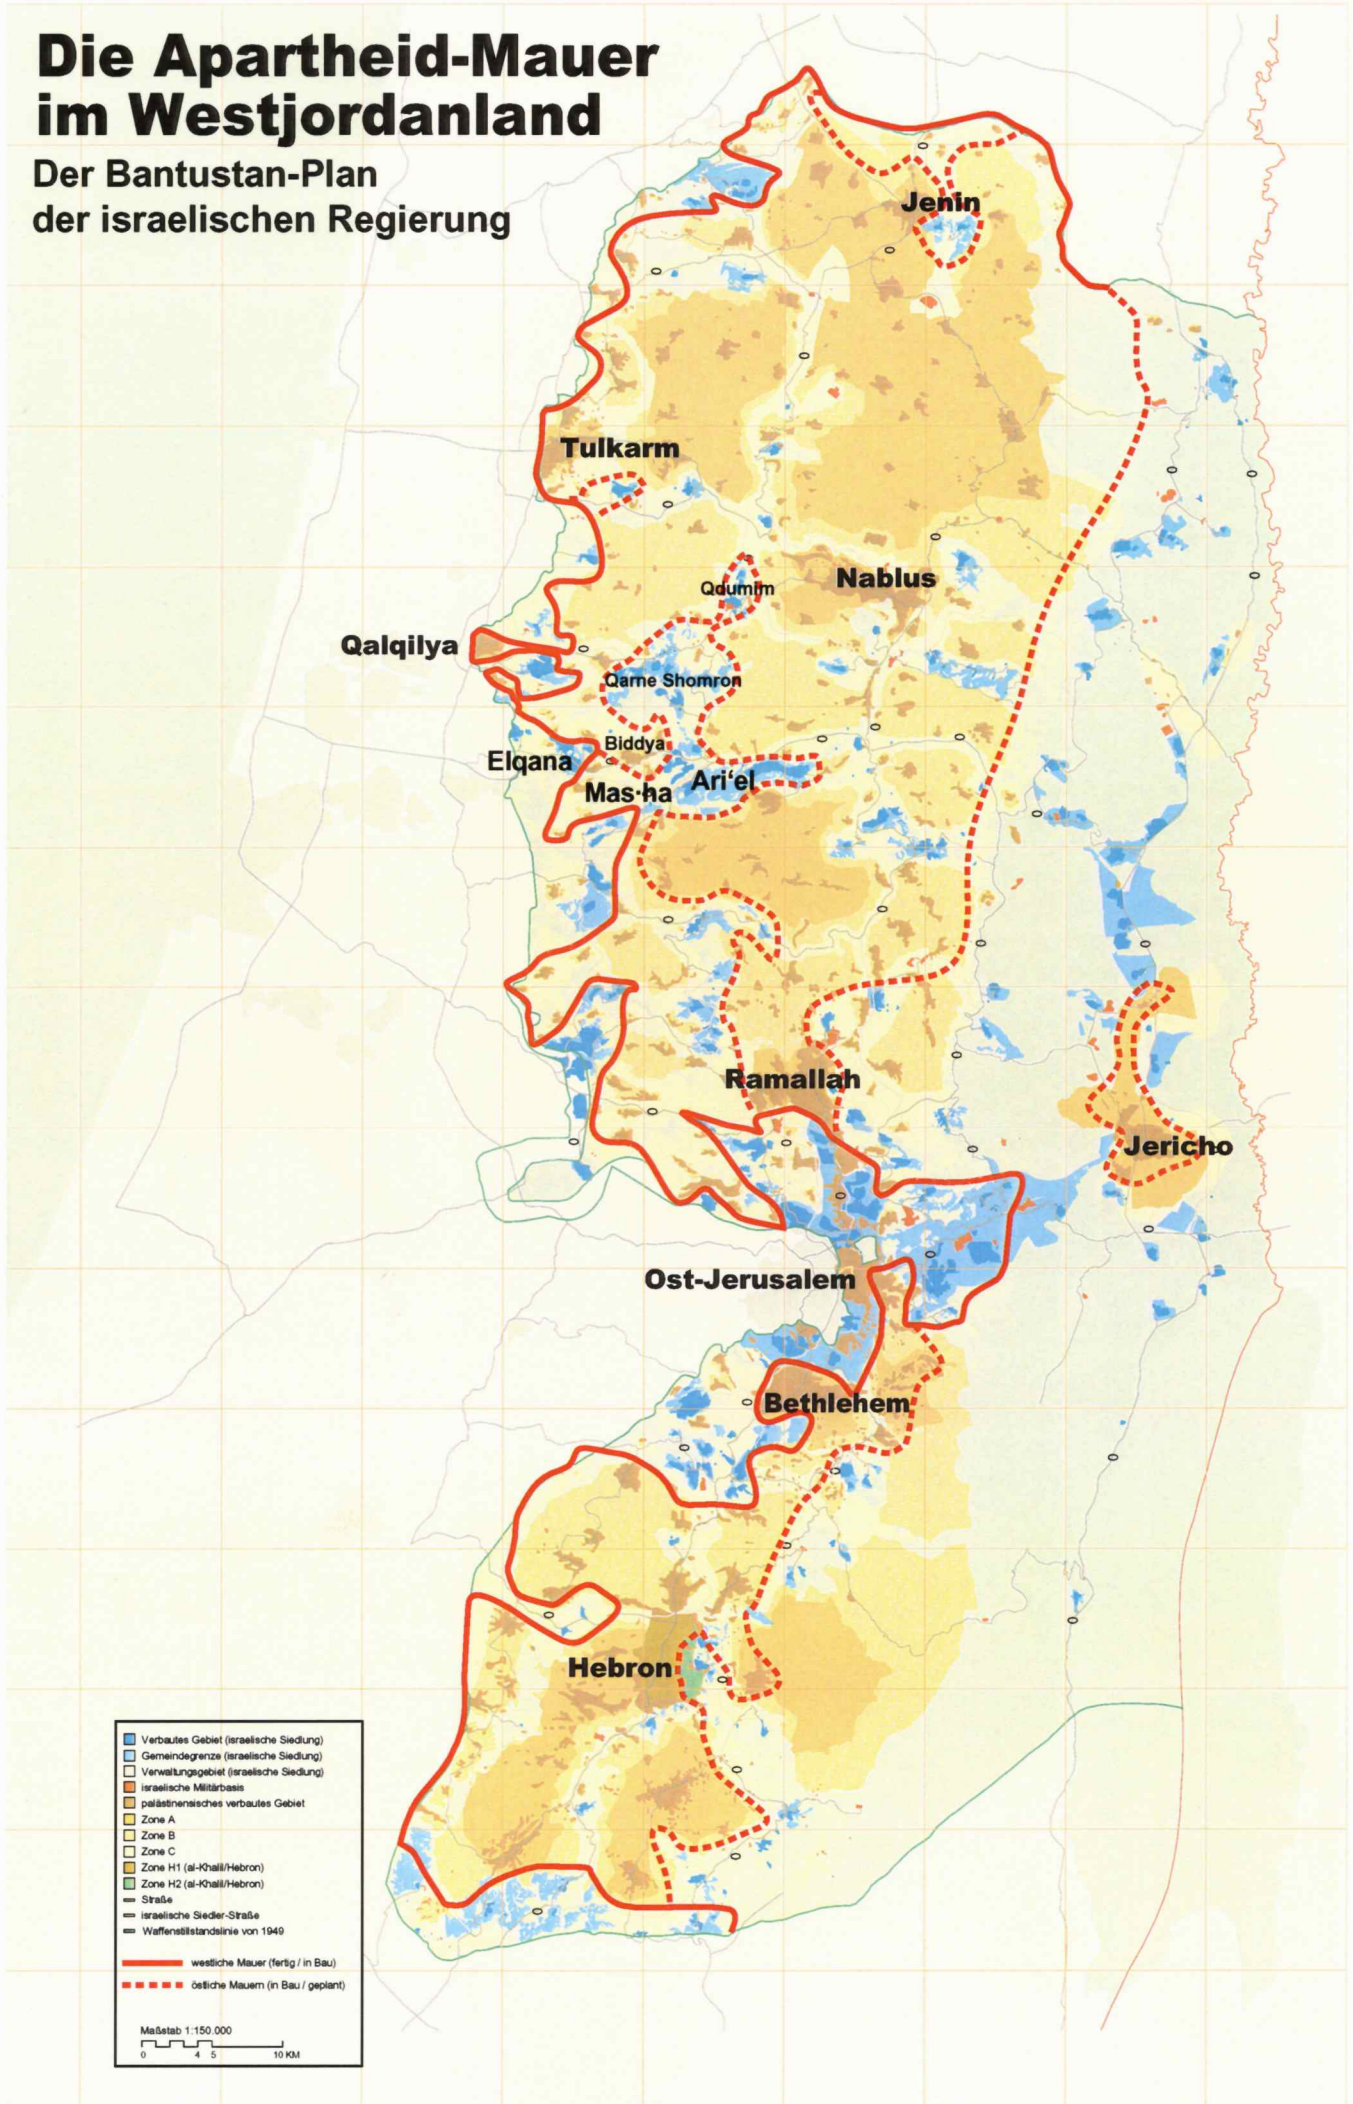 Die Apartheid-Mauer
im Westjordanland
Der Bantustan-Plan
der israelischen Regierung
Jenin
Tulkarm
Nablus
Qdumim
Qalqilya
Qarne Shomron
Biddya
Elqana
Ari‘el
Mas·ha
Ramallah
Jericho
Ost-Jerusalem
Bethlehem
Hebron
Verbautes Gebiet (israelische Siedlung)
Gemeindegrenze (israelische Siedlung)
Verwaltungsgebiet (israelische Siedlung)
israelische Militärbasis
palästinensisches verbautes Gebiet
Zone A
Zone B
Zone C
Zone H1 (al-Khalil/Hebron)
Zone H2 (al-Khalil/Hebron)
Straße
israelische Siedler-Straße
Waffenstillstandslinie von 1949
westliche Mauer (fertig / in Bau)
östliche Mauern (in Bau / geplant)
Maßstab 1:150.000
0 4 5 10 KM